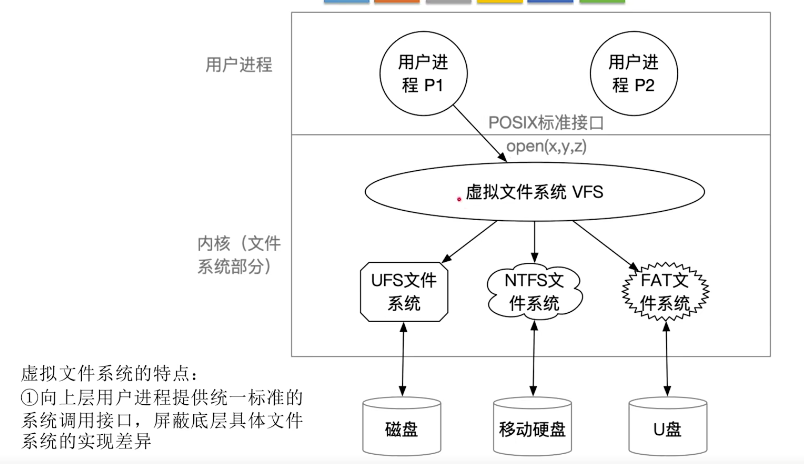 用户进程
用户进
程 P1
用户进
程 P2
POSIX标准接口
open(x,y,z)
虚拟文件系统 VFS
内核（文件
系统部分）
UFS文件
系统
NTFS文
件系统
FAT文
件系统
虚拟文件系统的特点：
①向上层用户进程提供统一标准的
系统调用接口，屏蔽底层具体文件
系统的实现差异
磁盘
移动硬盘
U盘